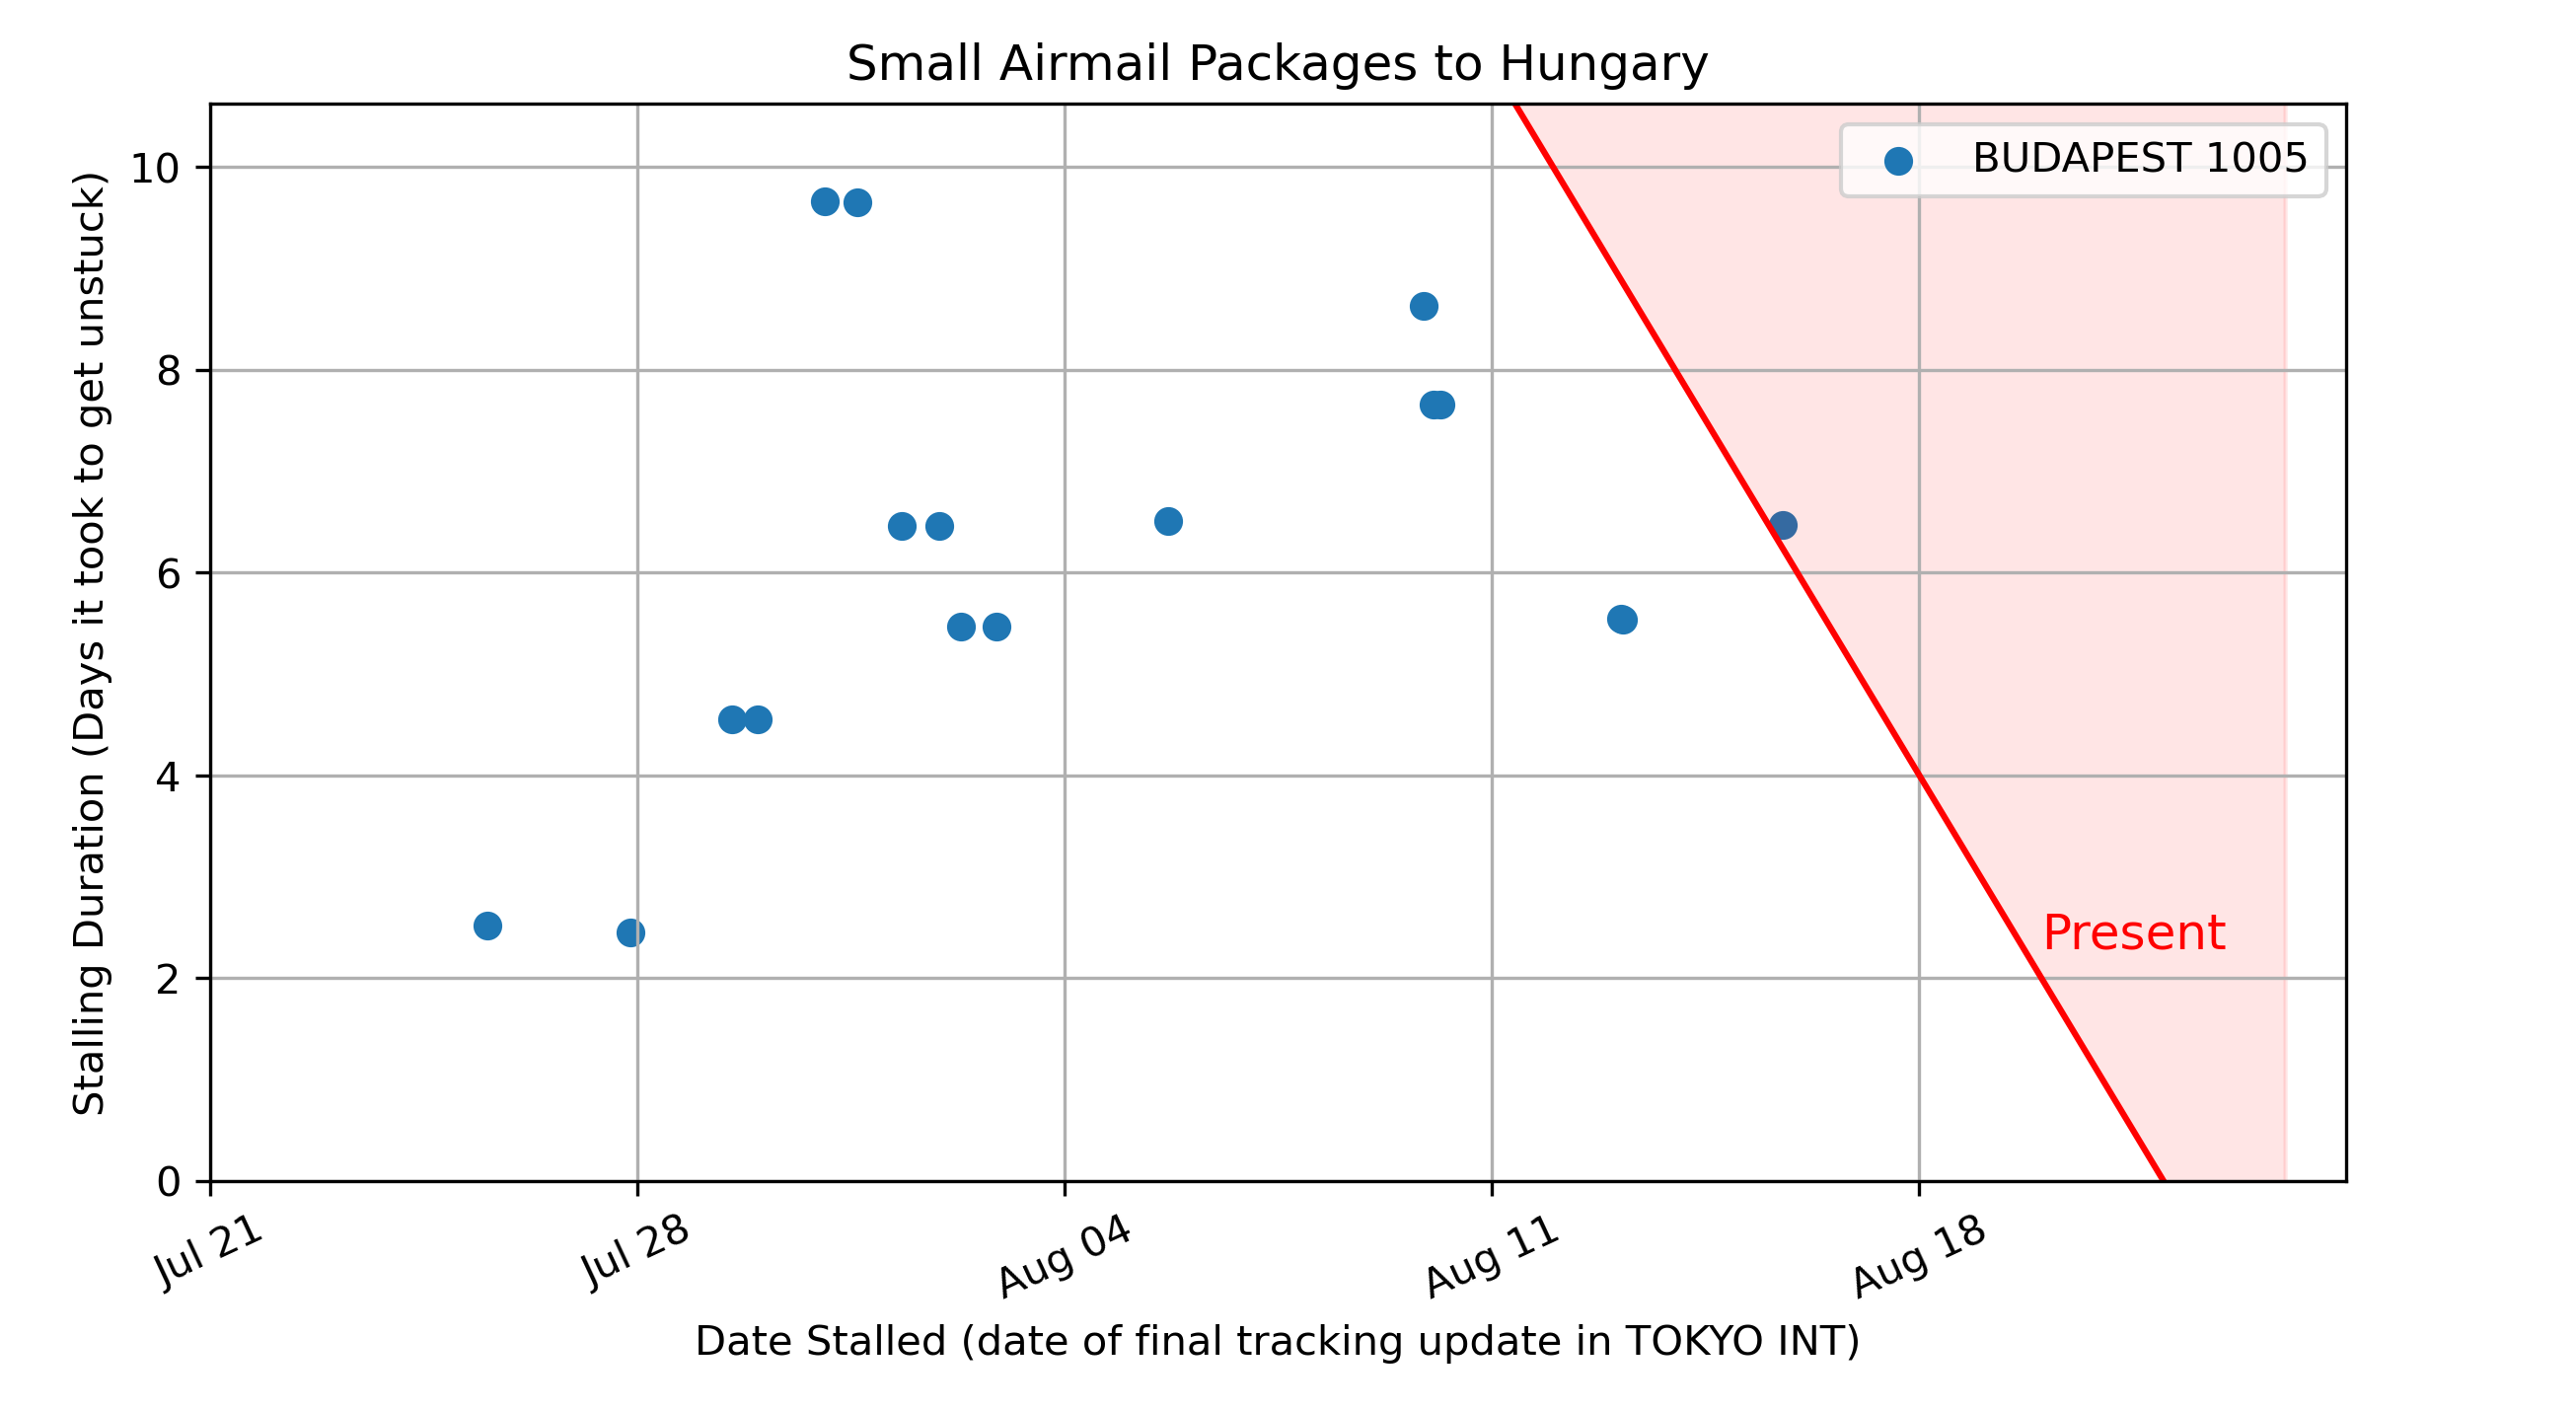 Small Airmail Packages to Hungary
BUDAPEST 1005
Stalling Duration (Days it took to get unstuck)
10
8
6
4
2
0
Present
Jul 21
Jul 28
Aug 04
Aug 11
Aug 18
Date Stalled (date of final tracking update in TOKYO INT)